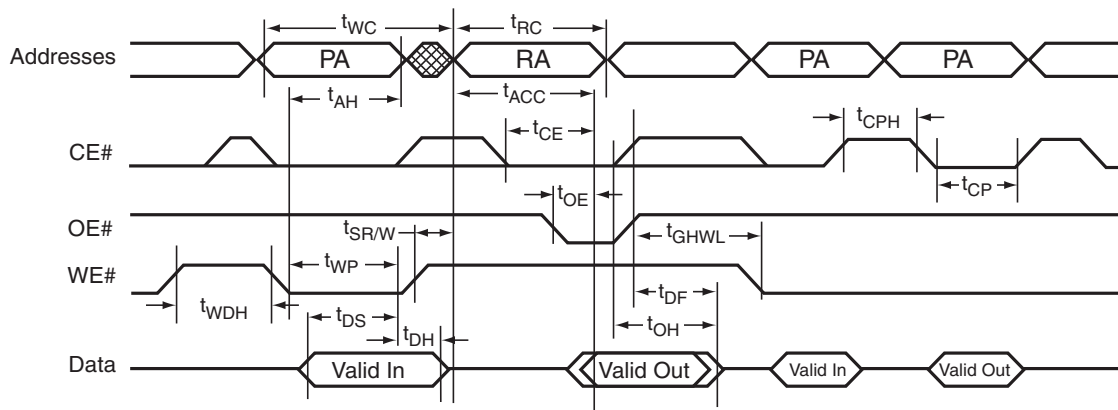 tWC
tRC
Addresses
PA
RA
PA
PA
tAH
tACC
tCE
tCPH
CE#
tOE
tCP
OE#
tSR/W
tGHWL
WE#
tWP
tWDH
tDS
tDF
tDH
tOH
Data
Valid In
Valid Out
Valid In
Valid Out